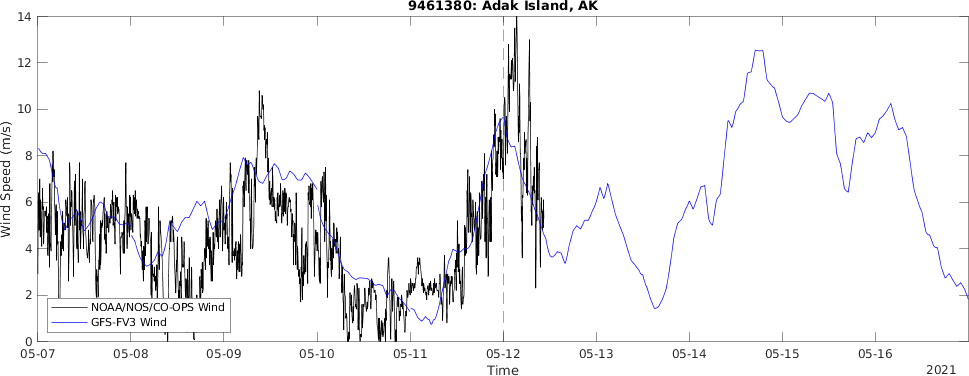 9461380: Adak Island, AK
Wind Speed (m/s)
14
12
10
8
6
4
2
0
NOAA/NOS/CO-OPS Wind
GFS-FV3 Wind
05-07 05-08 05-09 05-10 05-11 05-12 05-13 05-14 05-15 05-16
Time
2021